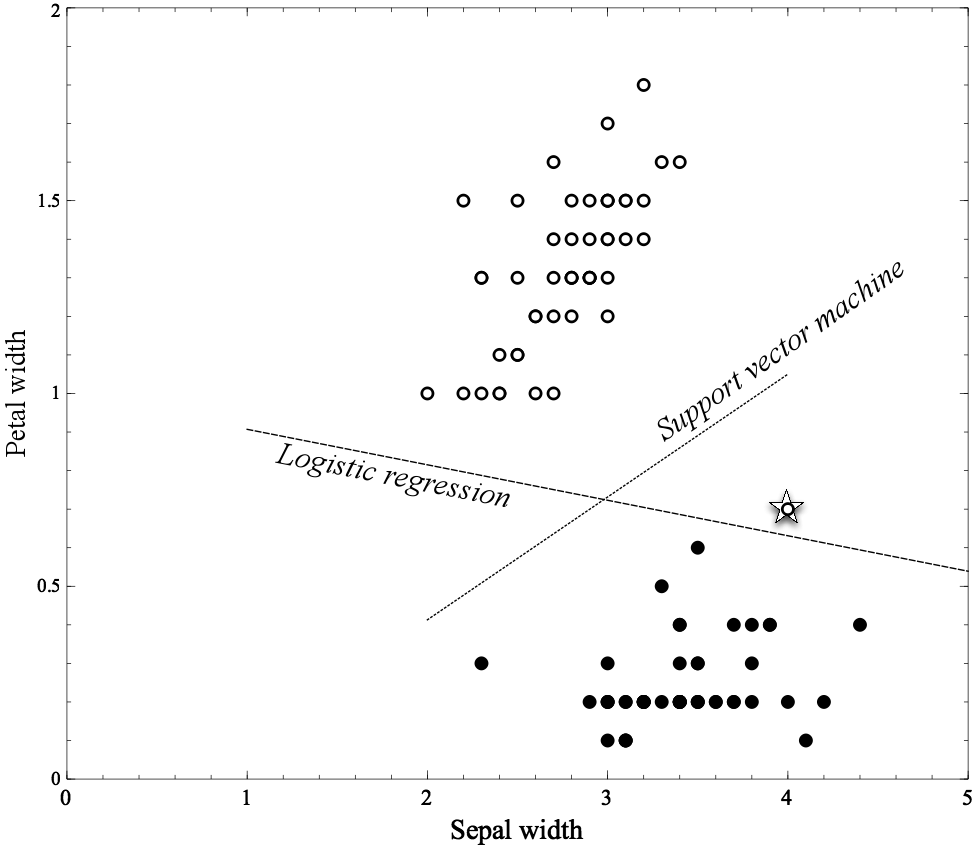 2
1.5
1
0.5
0
Petal width
Support vector machine
Logistic regression
0 1 2 3 4 5
Sepal width